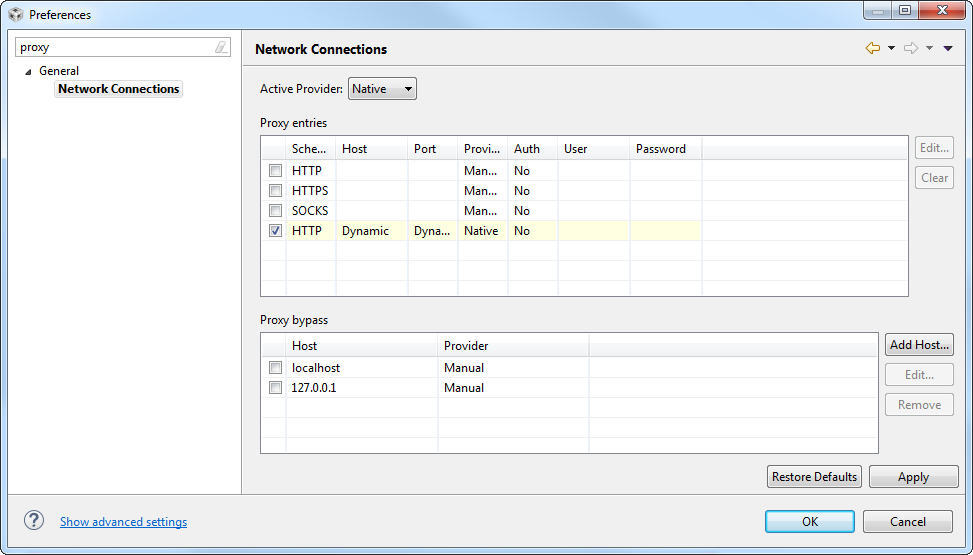 Preferences
proxy
General
Network Connections
Network Connections
Active Provider: Native
Proxy entries
Sche... Host Port Provi... Auth User Password
HTTP Man... No
HTTPS Man... No
SOCKS Man... No
HTTP Dynamic Dyna... Native No
Edit...
Clear
Proxy bypass
Host Provider
localhost Manual
127.0.0.1 Manual
Add Host...
Edit...
Remove
Restore Defaults Apply
? Show advanced settings OK Cancel